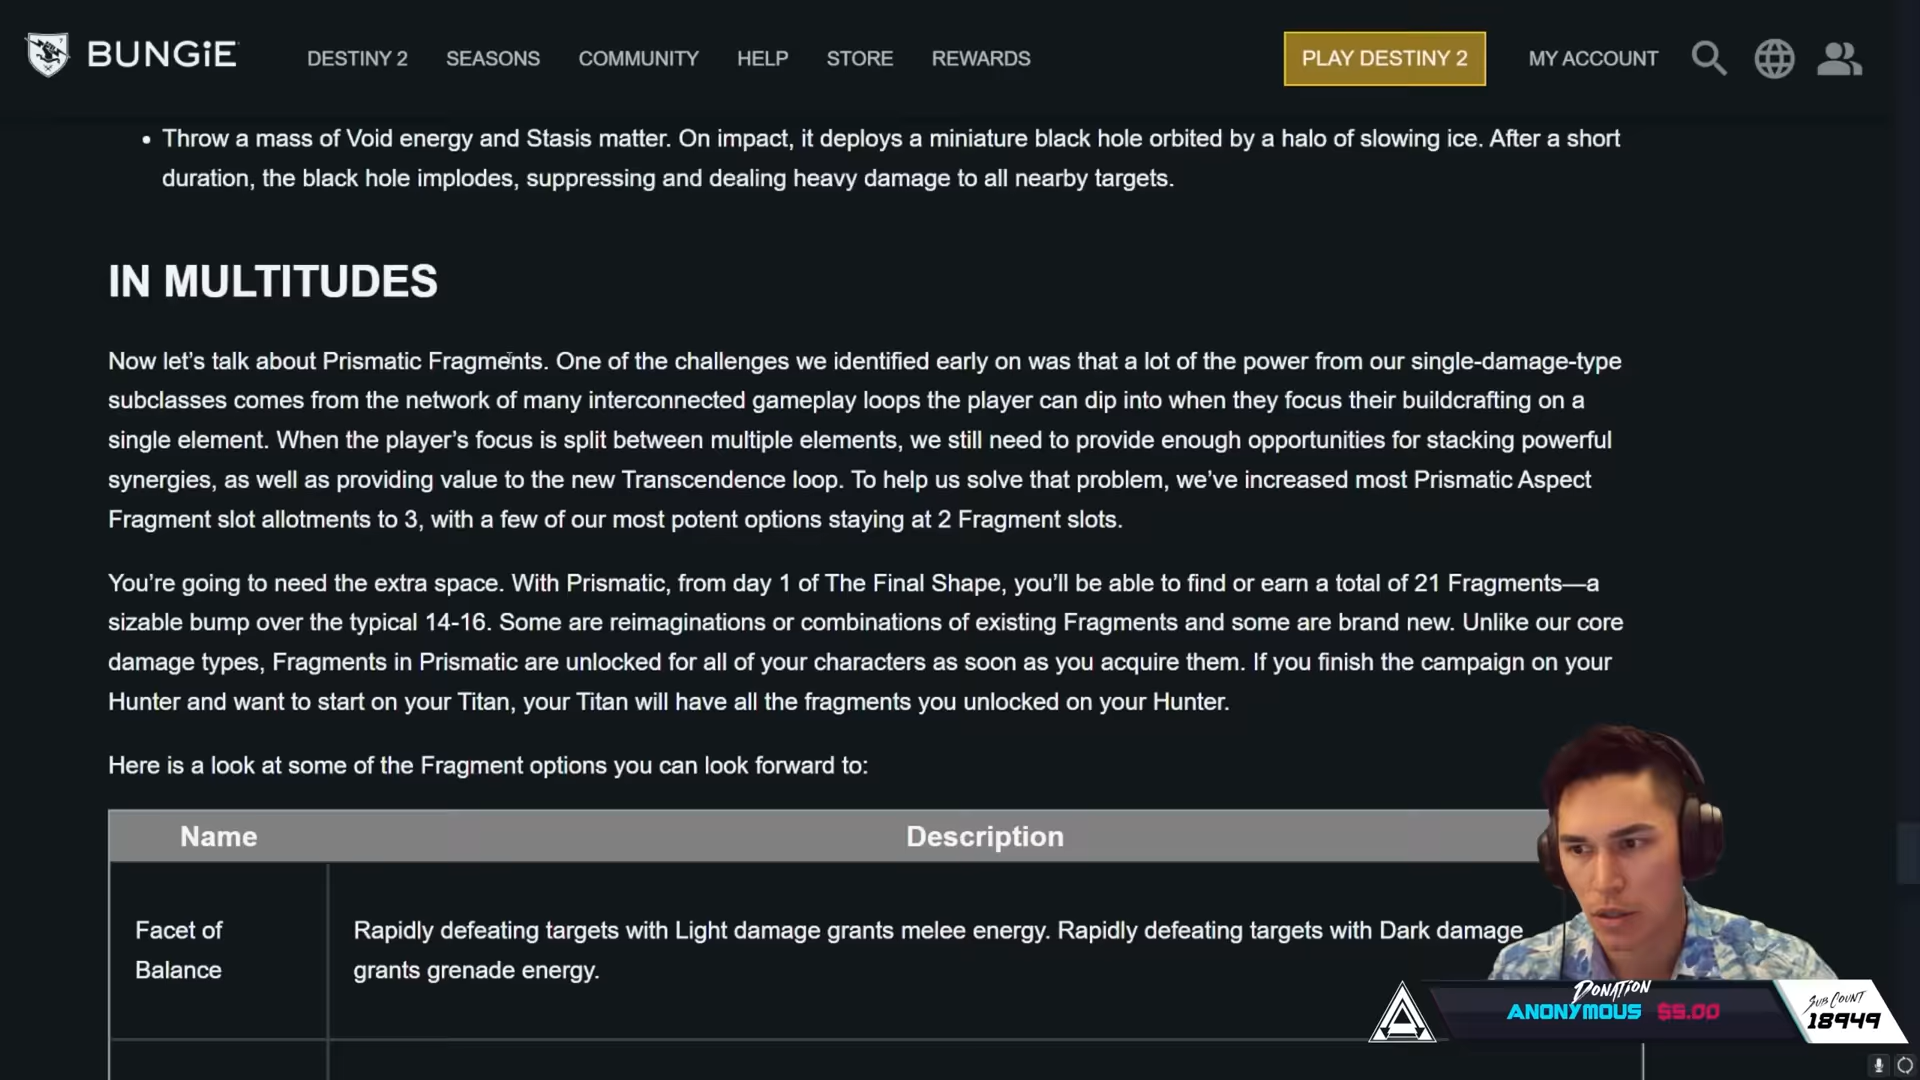 BUNGiE
DESTINY 2 SEASONS COMMUNITY HELP STORE REWARDS PLAY DESTINY 2 MY ACCOUNT
• Throw a mass of Void energy and Stasis matter. On impact, it deploys a miniature black hole orbited by a halo of slowing ice. After a short
duration, the black hole implodes, suppressing and dealing heavy damage to all nearby targets.
IN MULTITUDES
Now let’s talk about Prismatic Fragments. One of the challenges we identified early on was that a lot of the power from our single-damage-type
subclasses comes from the network of many interconnected gameplay loops the player can dip into when they focus their buildcrafting on a
single element. When the player’s focus is split between multiple elements, we still need to provide enough opportunities for stacking powerful
synergies, as well as providing value to the new Transcendence loop. To help us solve that problem, we’ve increased most Prismatic Aspect
Fragment slot allotments to 3, with a few of our most potent options staying at 2 Fragment slots.
You’re going to need the extra space. With Prismatic, from day 1 of The Final Shape, you’ll be able to find or earn a total of 21 Fragments—a
sizable bump over the typical 14-16. Some are reimaginations or combinations of existing Fragments and some are brand new. Unlike our core
damage types, Fragments in Prismatic are unlocked for all of your characters as soon as you acquire them. If you finish the campaign on your
Hunter and want to start on your Titan, your Titan will have all the fragments you unlocked on your Hunter.
Here is a look at some of the Fragment options you can look forward to:
Name Description
Facet of
Balance
Rapidly defeating targets with Light damage grants melee energy. Rapidly defeating targets with Dark damage
grants grenade energy.
DONATION
ANONYMOUS $5.00
SUB COUNT
18949